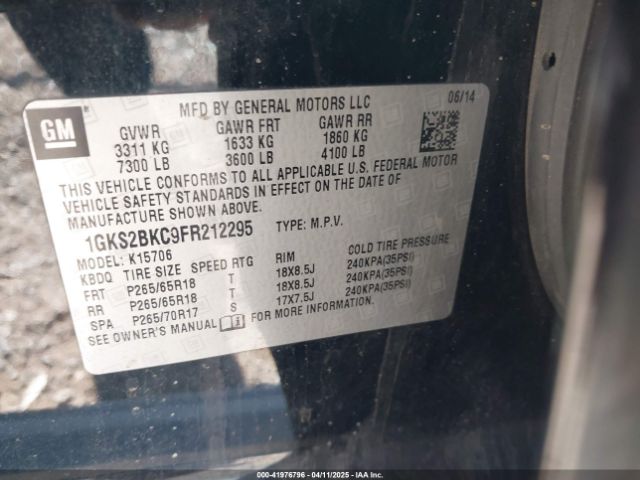 MFD BY GENERAL MOTORS LLC 06/14
GM
GVWR GAWR FRT GAWR RR
3311 KG 1633 KG 1860 KG
7300 LB 3600 LB 4100 LB
THIS VEHICLE CONFORMS TO ALL APPLICABLE U.S. FEDERAL MOTOR
VEHICLE SAFETY STANDARDS IN EFFECT ON THE DATE OF
MANUFACTURE SHOWN ABOVE.
1GKS2BKC9FR212295 TYPE: M.P.V.
MODEL: K15706
KBDQ TIRE SIZE SPEED RTG RIM COLD TIRE PRESSURE
FRT P265/65R18 T 18X8.5J 240KPA(35PSI)
RR P265/65R18 T 18X8.5J 240KPA(35PSI)
SPA P265/70R17 S 17X7.5J 240KPA(35PSI)
SEE OWNER'S MANUAL FOR MORE INFORMATION.
000-41976796 - 04/11/2025 - IAA.COM